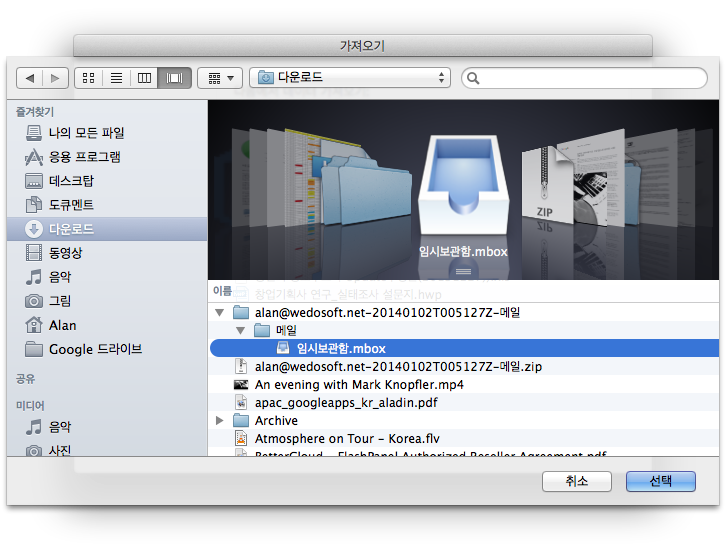 가져오기
다운로드
즐겨찾기
나의 모든 파일
응용 프로그램
데스크탑
도큐멘트
다운로드
동영상
음악
그림
Alan
Google 드라이브
공유
미디어
음악
사진
ZIP
임시보관함.mbox
이름
창업기획사 연구_실태조사 설문지.hwp
alan@wedosoft.net-20140102T005127Z-메일
메일
임시보관함.mbox
alan@wedosoft.net-20140102T005127Z-메일.zip
An evening with Mark Knopfler.mp4
apac_googleapps_kr_aladin.pdf
Archive
Atmosphere on Tour - Korea.flv
BetterCloud - FlashPanel Authorized Reseller Agreement.pdf
취소
선택